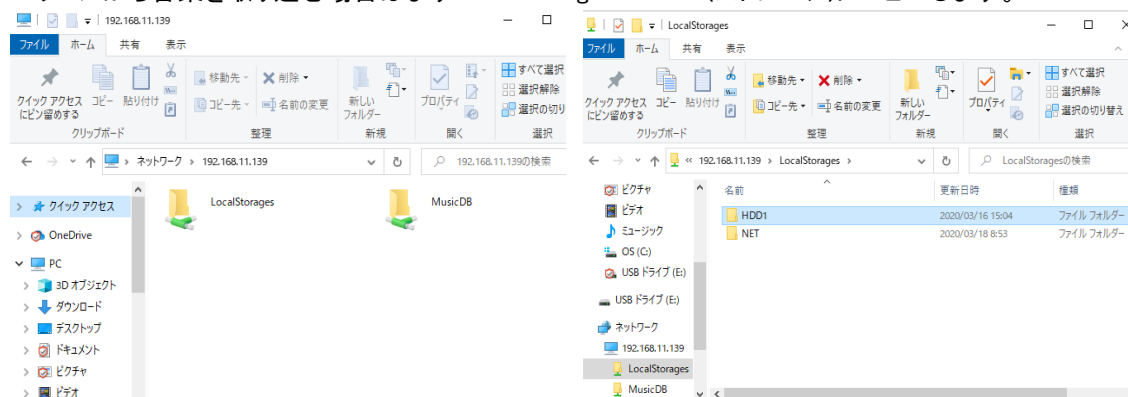 192.168.11.139
ファイル ホーム 共有 表示
クイック アクセス
にピン留めする
コピー
貼り付け
移動先
コピー先
削除
名前の変更
新しい
フォルダー
プロパティ
すべて選択
選択解除
選択の切り
クリップボード 整理 新規 開く 選択
ネットワーク > 192.168.11.139
192.168.11.139の検索
クイック アクセス
OneDrive
PC
3D オブジェクト
ダウンロード
デスクトップ
ドキュメント
ピクチャ
ビデオ
LocalStorages
MusicDB
LocalStorages
ファイル ホーム 共有 表示
クイック アクセス
にピン留めする
コピー
貼り付け
移動先
コピー先
削除
名前の変更
新しい
フォルダー
プロパティ
すべて選択
選択解除
選択の切り替え
クリップボード 整理 新規 開く 選択
« 192.168.11.139 > LocalStorages >
LocalStoragesの検索
ピクチャ
ビデオ
ミュージック
OS (C:)
USB ドライブ (E:)
USB ドライブ (E:)
ネットワーク
192.168.11.139
LocalStorages
MusicDB
名前 更新日時 種類
HDD1 2020/03/16 15:04 ファイル フォルダー
NET 2020/03/18 8:53 ファイル フォルダー